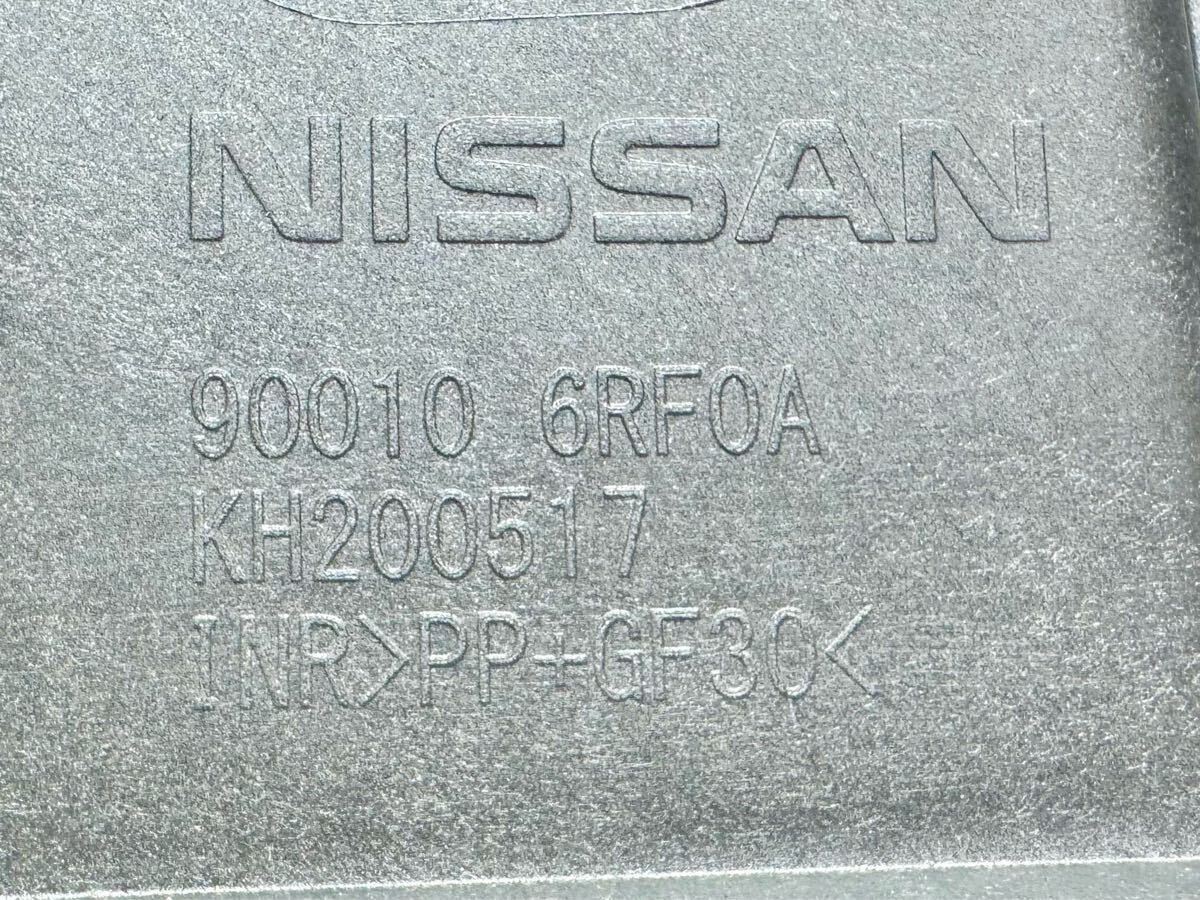 NISSAN
90010 6RF0A
KH200517
INR>PP+GF30<